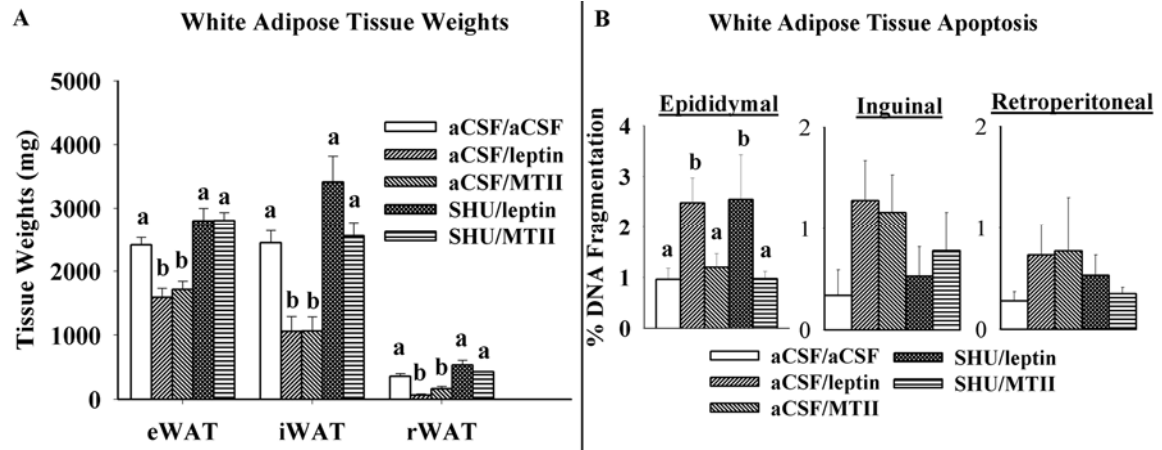 A
White Adipose Tissue Weights
Tissue Weights (mg)
5000
4000
3000
2000
1000
0
aCSF/aCSF
aCSF/leptin
aCSF/MTII
SHU/leptin
SHU/MTII
a
b
b
a
a
a
b
b
a
a
a
b
b
a
a
eWAT
iWAT
rWAT
B
White Adipose Tissue Apoptosis
% DNA Fragmentation
Epididymal
4
3
2
1
0
a
b
a
b
a
Inguinal
2
1
0
Retroperitoneal
2
1
0
aCSF/aCSF
aCSF/leptin
aCSF/MTII
SHU/leptin
SHU/MTII